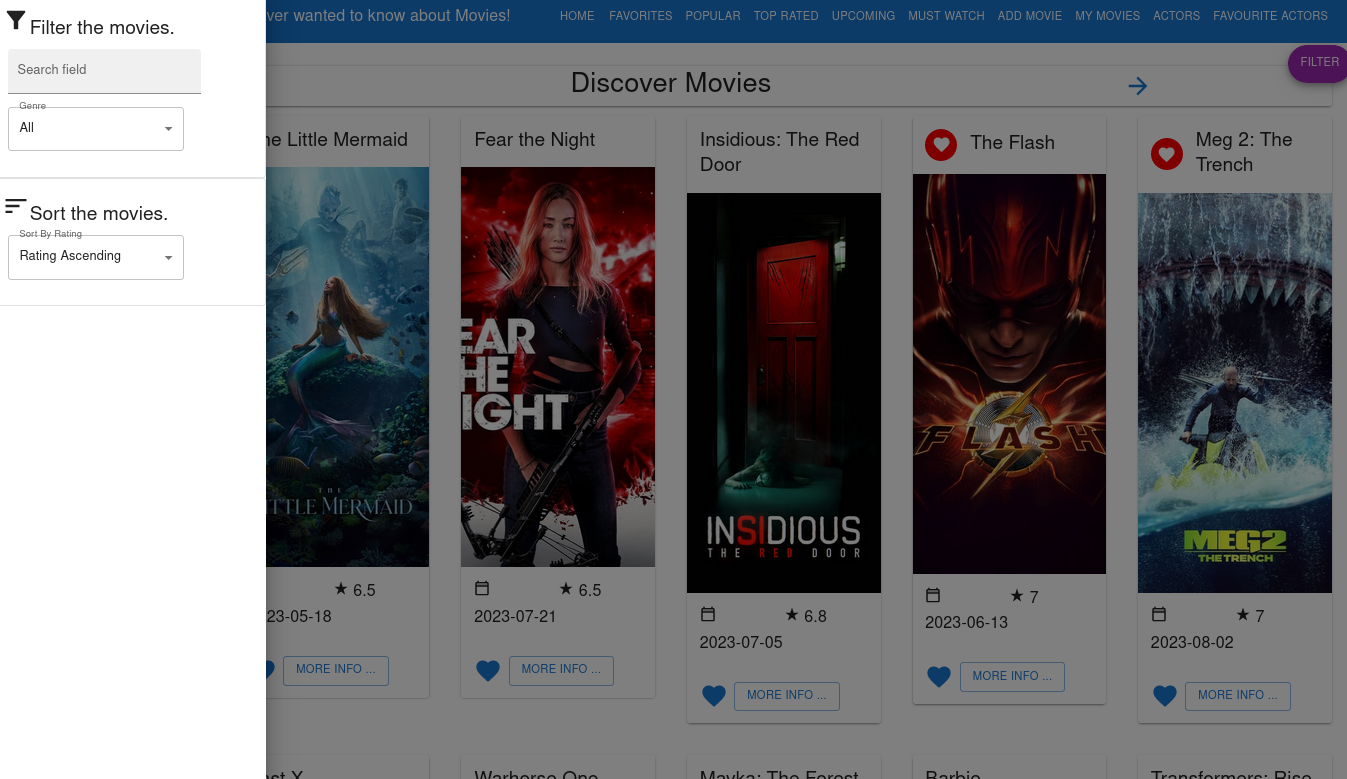 Filter the movies.
Search field
Genre
All
Sort the movies.
Sort By Rating
Rating Ascending
ver wanted to know about Movies!
HOME FAVORITES POPULAR TOP RATED UPCOMING MUST WATCH ADD MOVIE MY MOVIES ACTORS FAVOURITE ACTORS
FILTER
Discover Movies
he Little Mermaid
THE
ITTLE MERMAID
6.5
23-05-18
MORE INFO ...
Fear the Night
EAR
HE
IGHT
6.5
2023-07-21
MORE INFO ...
Insidious: The Red
Door
INSIDIOUS
THE RED DOOR
6.8
2023-07-05
MORE INFO ...
The Flash
FLASH
7
2023-06-13
MORE INFO ...
Meg 2: The
Trench
MEG2
THE TRENCH
7
2023-08-02
MORE INFO ...
ast X
Warhorse One
Mavka: The Forest
Barbie
Transformers: Rise